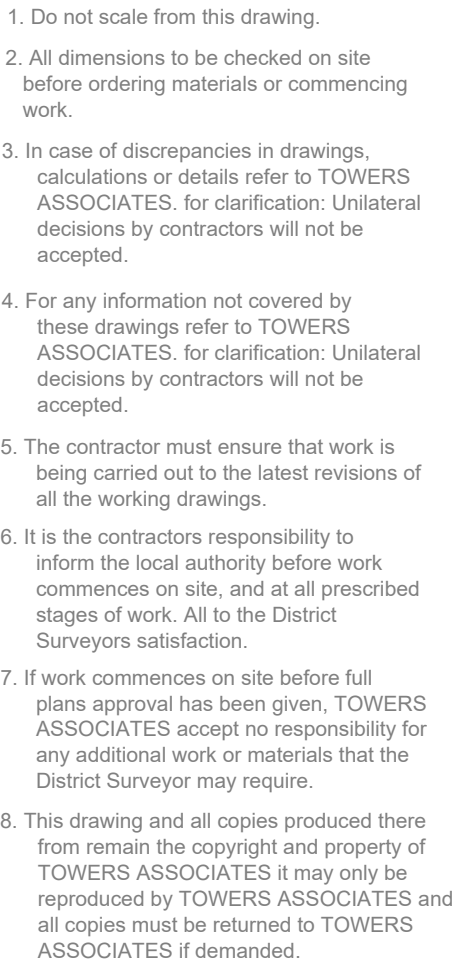 1. Do not scale from this drawing.
2. All dimensions to be checked on site
before ordering materials or commencing
work.
3. In case of discrepancies in drawings,
calculations or details refer to TOWERS
ASSOCIATES. for clarification: Unilateral
decisions by contractors will not be
accepted.
4. For any information not covered by
these drawings refer to TOWERS
ASSOCIATES. for clarification: Unilateral
decisions by contractors will not be
accepted.
5. The contractor must ensure that work is
being carried out to the latest revisions of
all the working drawings.
6. It is the contractors responsibility to
inform the local authority before work
commences on site, and at all prescribed
stages of work. All to the District
Surveyors satisfaction.
7. If work commences on site before full
plans approval has been given, TOWERS
ASSOCIATES accept no responsibility for
any additional work or materials that the
District Surveyor may require.
8. This drawing and all copies produced there
from remain the copyright and property of
TOWERS ASSOCIATES it may only be
reproduced by TOWERS ASSOCIATES and
all copies must be returned to TOWERS
ASSOCIATES if demanded.